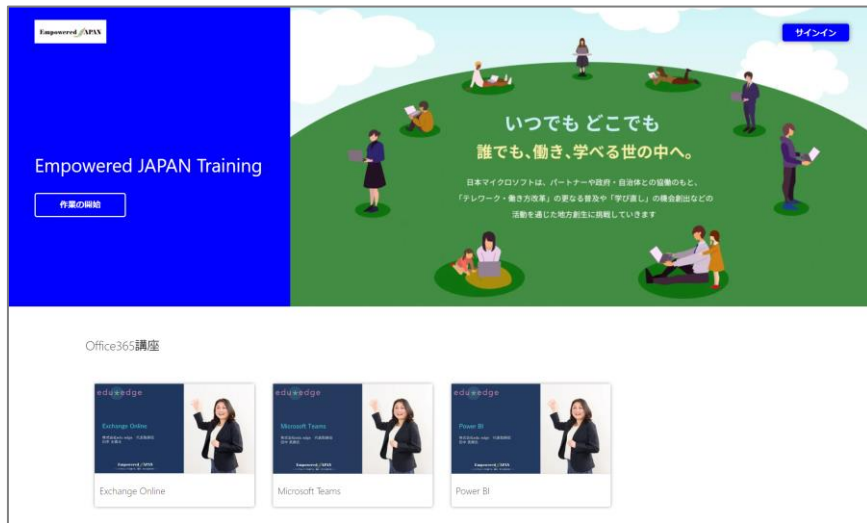 Empowered JAPAN
サインイン
いつでも どこでも
誰でも、働き、学べる世の中へ。
Empowered JAPAN Training
日本マイクロソフトは、パートナーや政府・自治体との協働のもと、
「テレワーク・働き方改革」の更なる普及や「学び直し」の機会創出などの
活動を通じた地方創生に挑戦していきます
作業の開始
Office365講座
edu edge
Exchange Online
Empowered JAPAN
Exchange Online
edu edge
Microsoft Teams
Empowered JAPAN
Microsoft Teams
edu edge
Power BI
Empowered JAPAN
Power BI